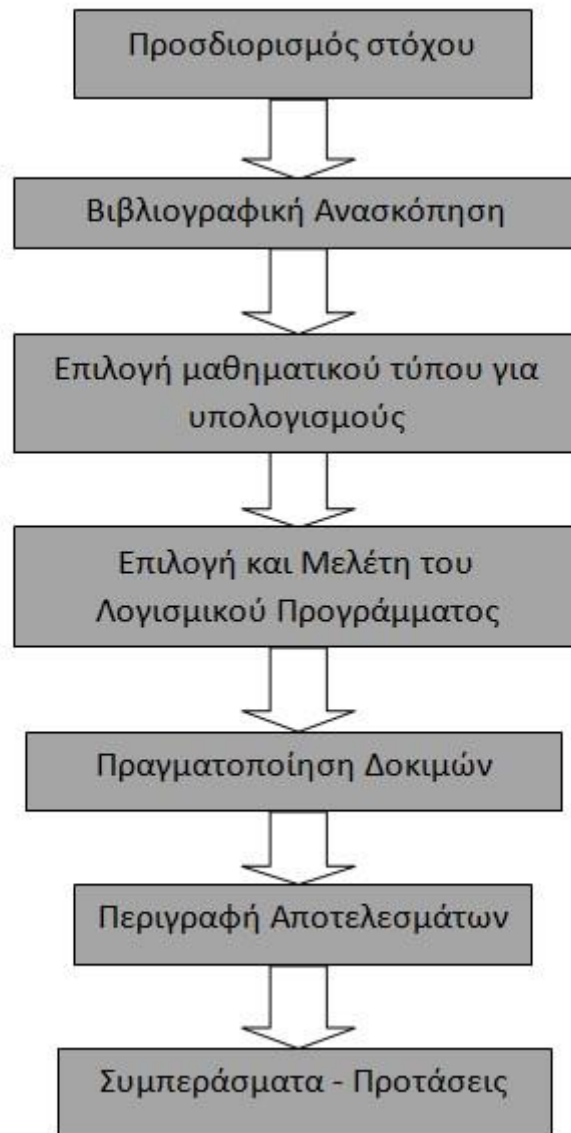 Προσδιορισμός στόχου
Βιβλιογραφική Ανασκόπηση
Επιλογή μαθηματικού τύπου για
υπολογισμούς
Επιλογή και Μελέτη του
Λογισμικού Προγράμματος
Πραγματοποίηση Δοκιμών
Περιγραφή Αποτελεσμάτων
Συμπεράσματα - Προτάσεις